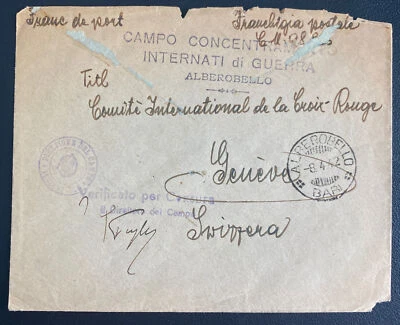 Franc de port
Franchigia postale
CAMPO CONCENTRAMENTO
INTERNATI di GUERRA
ALBEROBELLO
Titl
Comité International de la Croix-Rouge
Genève
ALBEROBELLO
BARI
Verificato per Censura
Il Direttore del Campo
Svizzera